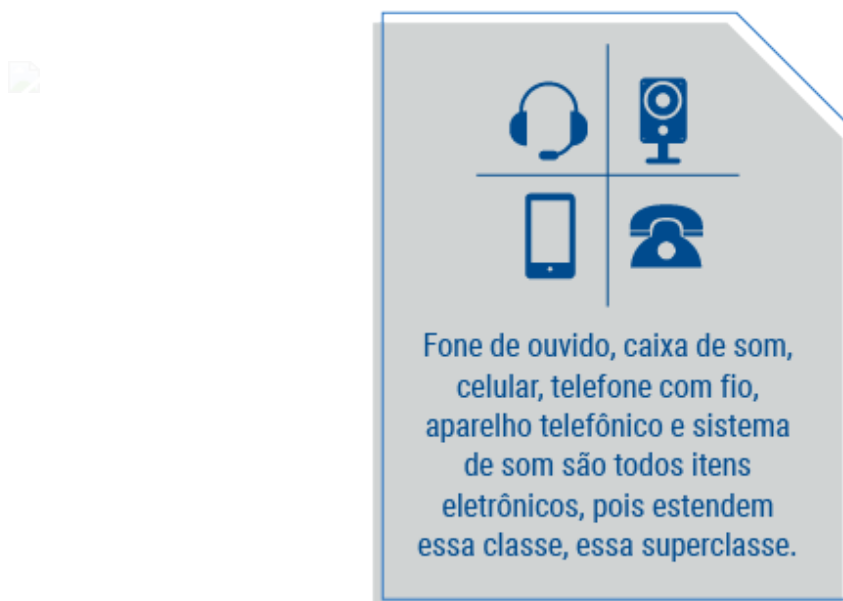 Fone de ouvido, caixa de som,
celular, telefone com fio,
aparelho telefônico e sistema
de som são todos itens
eletrônicos, pois estendem
essa classe, essa superclasse.